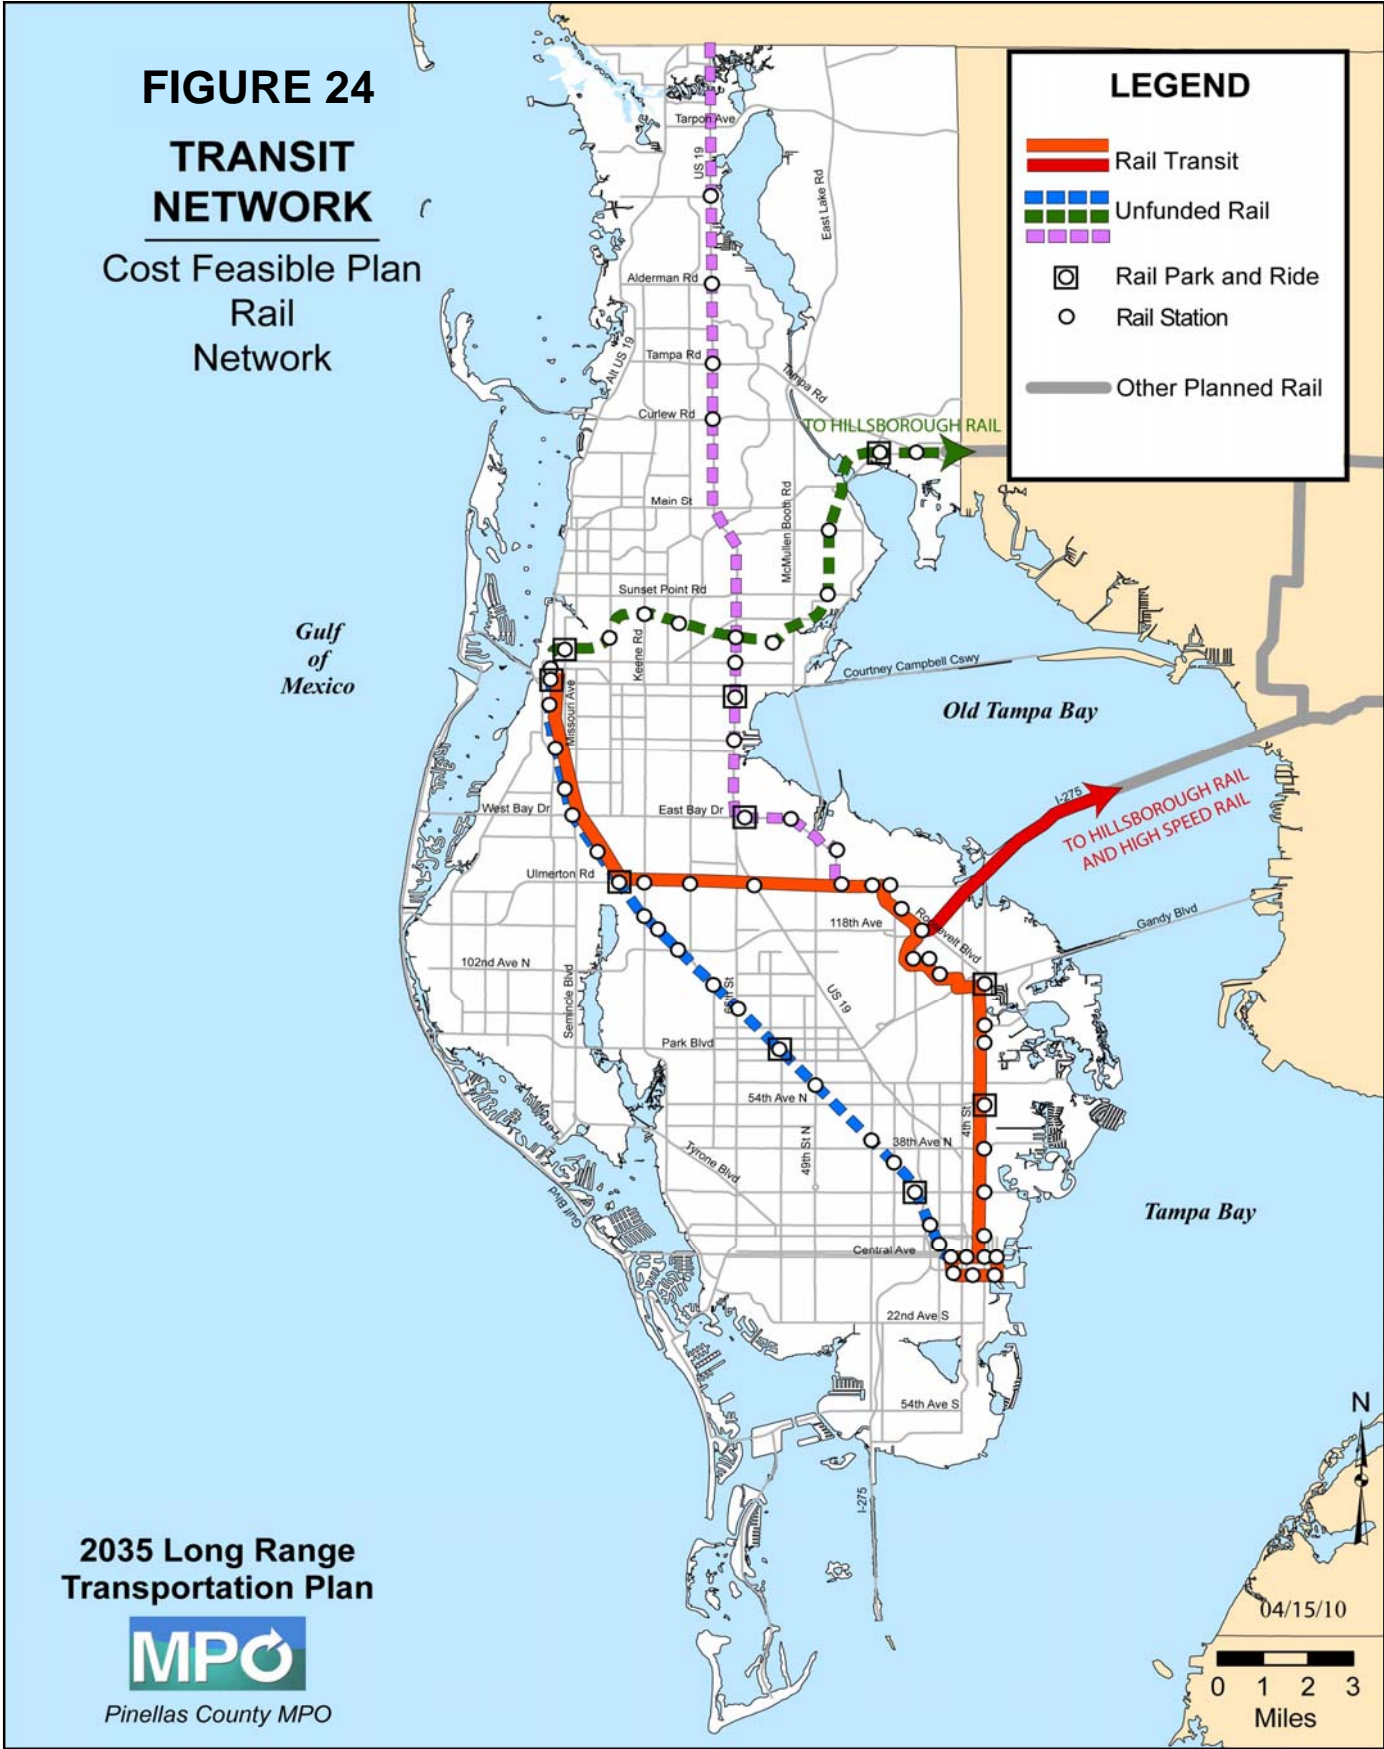 FIGURE 24
TRANSIT
NETWORK
Cost Feasible Plan
Rail
Network
LEGEND
Rail Transit
Unfunded Rail
Rail Park and Ride
Rail Station
Other Planned Rail
Tarpon Ave
US 19
East Lake Rd
Alderman Rd
Alt US 19
Tampa Rd
Tampa Rd
Curlew Rd
TO HILLSBOROUGH RAIL
Main St
McMullen Booth Rd
Sunset Point Rd
Keene Rd
Gulf
of
Mexico
Missouri Ave
Courtney Campbell Cswy
Old Tampa Bay
West Bay Dr
East Bay Dr
I-275
TO HILLSBOROUGH RAIL
AND HIGH SPEED RAIL
Ulmerton Rd
118th Ave
Roosevelt Blvd
Gandy Blvd
102nd Ave N
Seminole Blvd
66th St
US 19
Park Blvd
54th Ave N
4th St
49th St N
38th Ave N
Tyrone Blvd
Gulf Blvd
Tampa Bay
Central Ave
22nd Ave S
54th Ave S
I-275
N
04/15/10
0 1 2 3
Miles
2035 Long Range
Transportation Plan
MPO
Pinellas County MPO